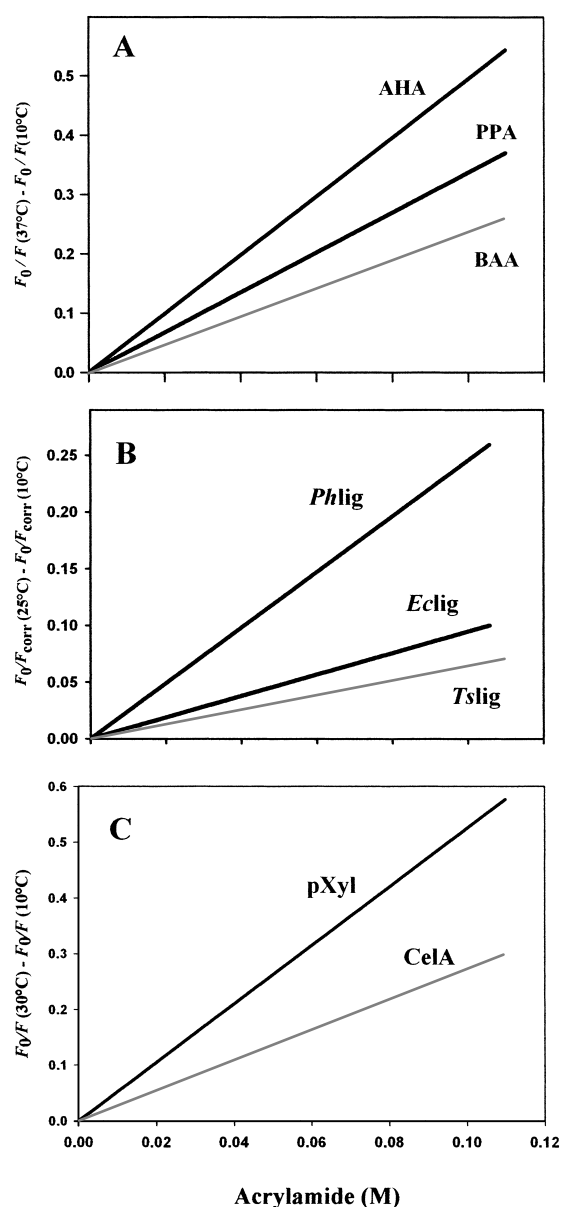 A
F0 / F (37°C) - F0 / F(10°C)
0.5
0.4
0.3
0.2
0.1
0.0
AHA
PPA
BAA
B
F0/Fcorr (25°C) - F0/Fcorr (10°C)
0.25
0.20
0.15
0.10
0.05
0.00
Phlig
Eclig
Tslig
C
F0/F (30°C) - F0/F (10°C)
0.6
0.5
0.4
0.3
0.2
0.1
0.0
pXyl
CelA
0.00 0.02 0.04 0.06 0.08 0.10 0.12
Acrylamide (M)